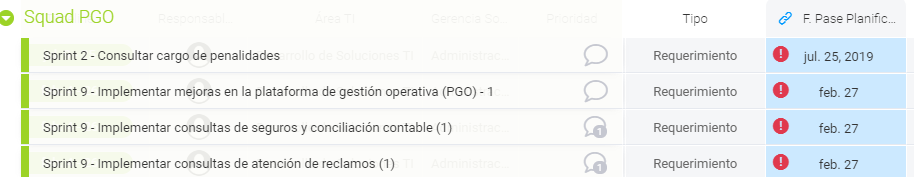 Squad PGO Responsabl... Área TI Gerencia So... Prioridad Tipo F. Pase Planific...
Sprint 2 - Consultar cargo de penalidades Desarrollo de Soluciones TI Administrac... Requerimiento jul. 25, 2019
Sprint 9 - Implementar mejoras en la plataforma de gestión operativa (PGO) - 1 Requerimiento feb. 27
Sprint 9 - Implementar consultas de seguros y conciliación contable (1) Administrac... 1 Requerimiento feb. 27
Sprint 9 - Implementar consultas de atención de reclamos (1) TI Administrac... 1 Requerimiento feb. 27